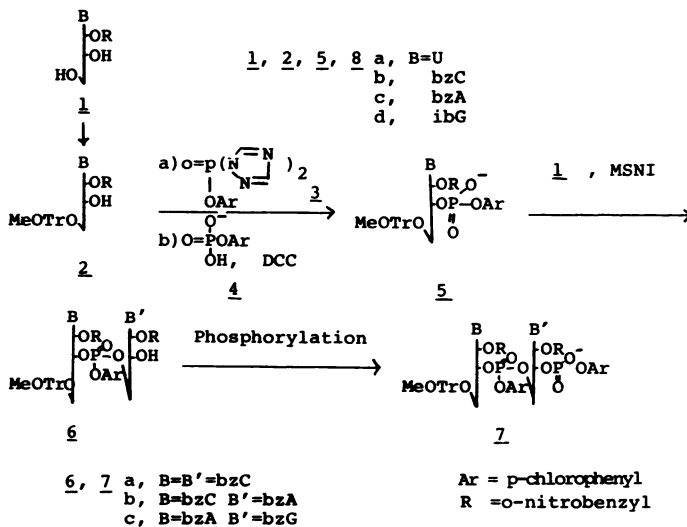 B
OR
OH
HO
1
1, 2, 5, 8 a, B=U
b, bzC
c, bzA
d, ibG
B
OR
OH
MeOTrO
2
a) O=P(N N N)2
OAr
3
O-
b) O=POAr
OH, DCC
4
B
OR O-
O-P-OAr
O
MeOTrO
5
1 , MSNI
B B'
OR OR
O-P-O OH
O
OAr
MeOTrO
6
Phosphorylation
B B'
OR OR O-
O-P-O O-P-OAr
O O
OAr
MeOTrO
7
6, 7 a, B=B'=bzC
b, B=bzC B'=bzA
c, B=bzA B'=bzG
Ar = p-chlorophenyl
R =o-nitrobenzyl